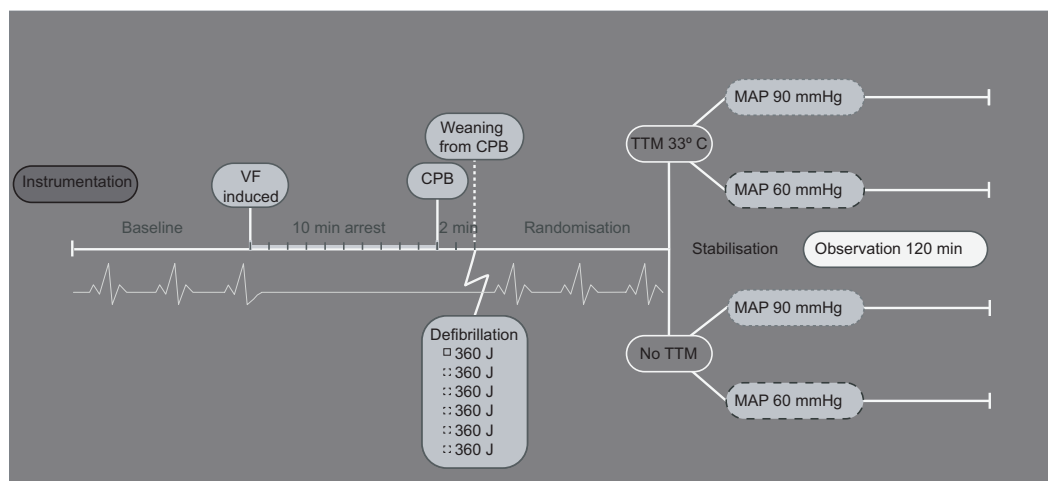 Instrumentation
Baseline
VF
induced
10 min arrest
CPB
2 min
Weaning
from CPB
Defibrillation
360 J
360 J
360 J
360 J
360 J
360 J
Randomisation
TTM 33º C
MAP 90 mmHg
MAP 60 mmHg
Stabilisation
Observation 120 min
No TTM
MAP 90 mmHg
MAP 60 mmHg